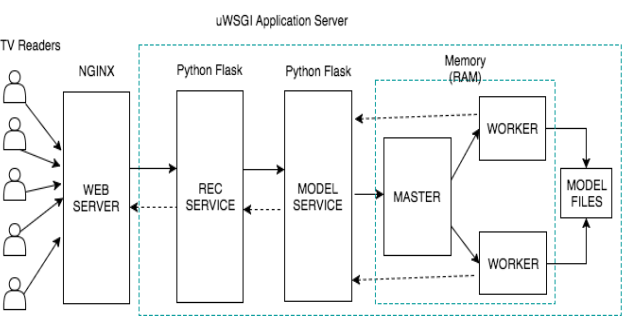 uWSGI Application Server
TV Readers
NGINX
Python Flask
Python Flask
Memory
(RAM)
WEB
SERVER
REC
SERVICE
MODEL
SERVICE
MASTER
WORKER
WORKER
MODEL
FILES